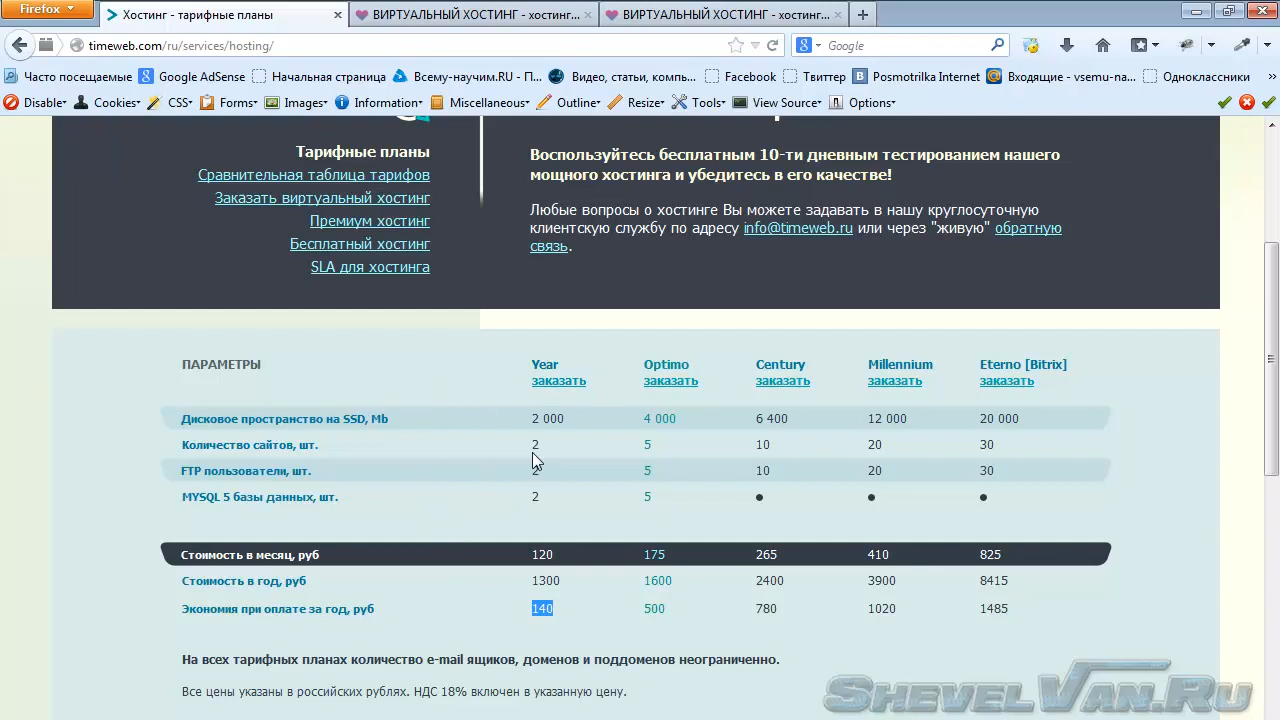 Firefox
Хостинг - тарифные планы
ВИРТУАЛЬНЫЙ ХОСТИНГ - хостинг...
ВИРТУАЛЬНЫЙ ХОСТИНГ - хостинг...
timeweb.com/ru/services/hosting/
Google
Часто посещаемые Google AdSense Начальная страница Всему-научим.RU - П... Видео, статьи, компь... Facebook Твиттер Posmotrilka Internet Входящие - vsemu-na... Одноклассники »
Disable Cookies CSS Forms Images Information Miscellaneous Outline Resize Tools View Source Options
Тарифные планы
Сравнительная таблица тарифов
Заказать виртуальный хостинг
Премиум хостинг
Бесплатный хостинг
SLA для хостинга
Воспользуйтесь бесплатным 10-ти дневным тестированием нашего
мощного хостинга и убедитесь в его качестве!
Любые вопросы о хостинге Вы можете задавать в нашу круглосуточную
клиентскую службу по адресу info@timeweb.ru или через "живую" обратную
связь.
ПАРАМЕТРЫ Year Optimo Century Millennium Eterno [Bitrix]
заказать заказать заказать заказать заказать
Дисковое пространство на SSD, Mb 2 000 4 000 6 400 12 000 20 000
Количество сайтов, шт. 2 5 10 20 30
FTP пользователи, шт. 2 5 10 20 30
MYSQL 5 базы данных, шт. 2 5 • • •
Стоимость в месяц, руб 120 175 265 410 825
Стоимость в год, руб 1300 1600 2400 3900 8415
Экономия при оплате за год, руб 140 500 780 1020 1485
На всех тарифных планах количество e-mail ящиков, доменов и поддоменов неограниченно.
Все цены указаны в российских рублях. НДС 18% включен в указанную цену.
ShevelVan.Ru